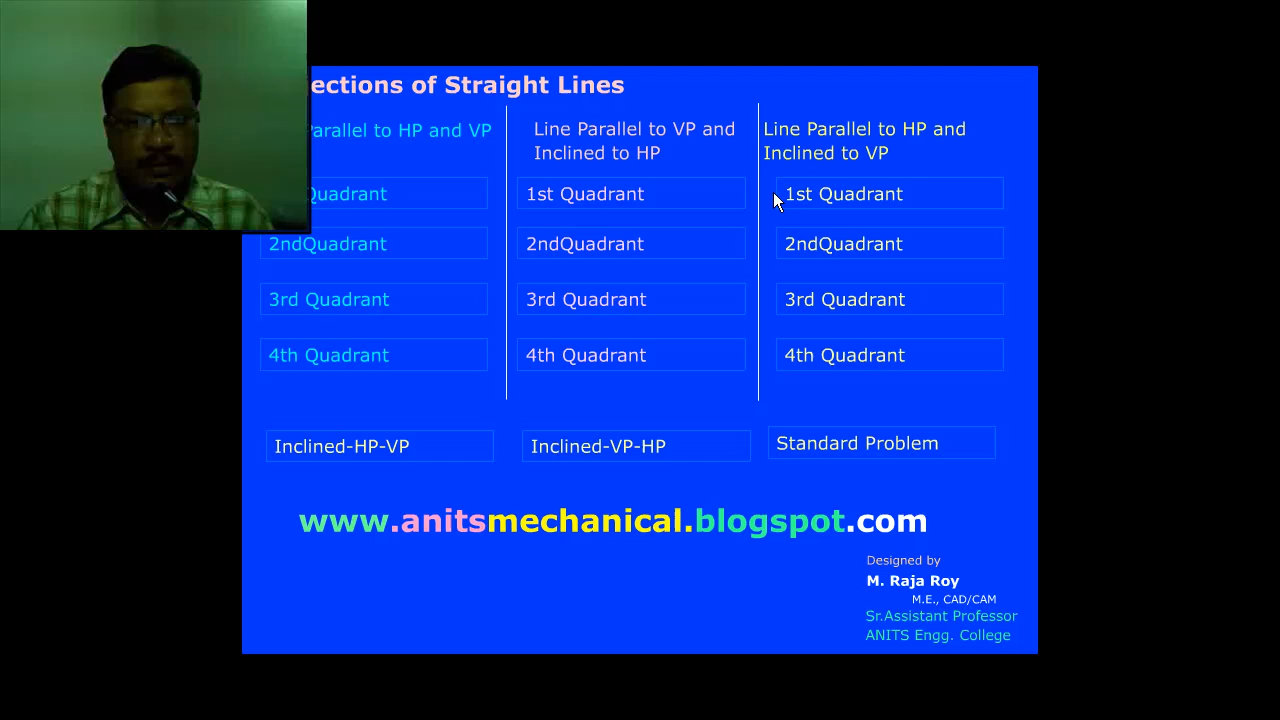 ections of Straight Lines
Parallel to HP and VP
Line Parallel to VP and
Inclined to HP
Line Parallel to HP and
Inclined to VP
Quadrant
1st Quadrant
1st Quadrant
2ndQuadrant
2ndQuadrant
2ndQuadrant
3rd Quadrant
3rd Quadrant
3rd Quadrant
4th Quadrant
4th Quadrant
4th Quadrant
Inclined-HP-VP
Inclined-VP-HP
Standard Problem
www.anitsmechanical.blogspot.com
Designed by
M. Raja Roy
M.E., CAD/CAM
Sr.Assistant Professor
ANITS Engg. College